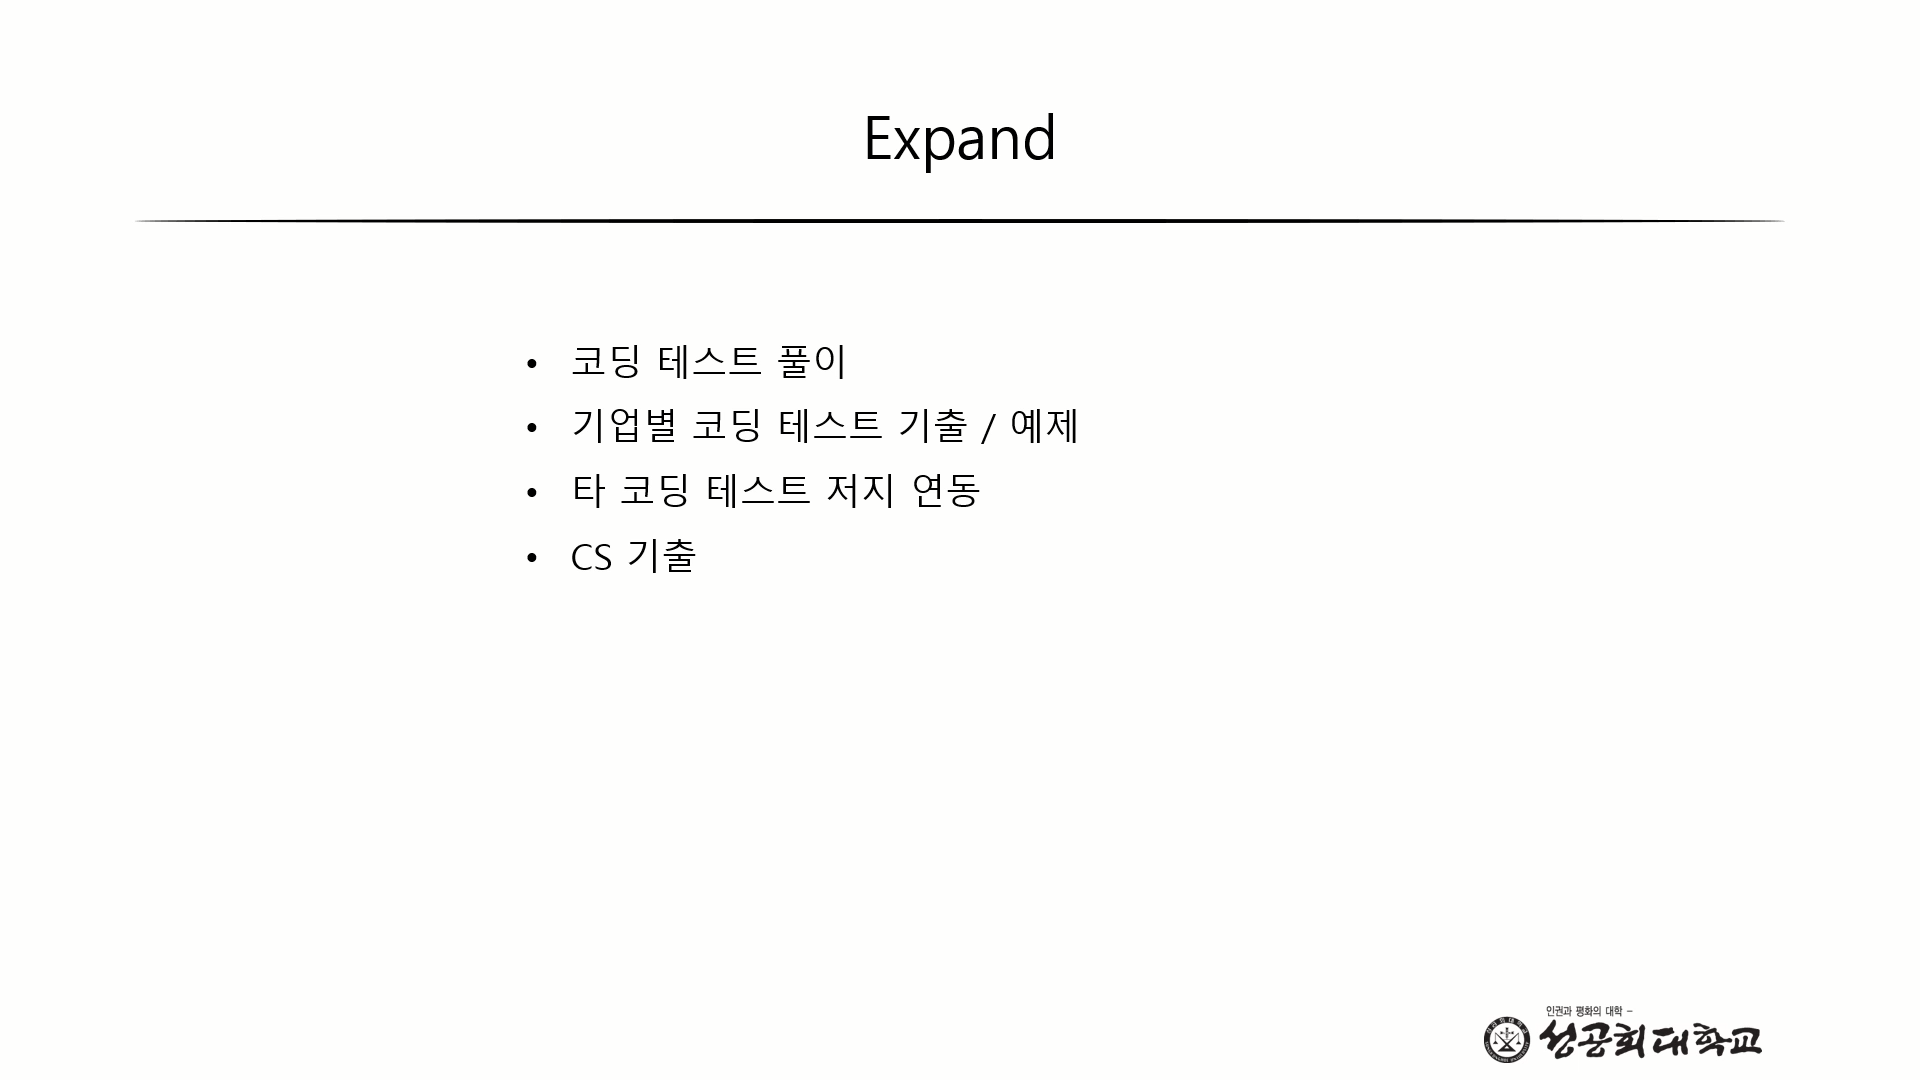 Expand
• 코딩 테스트 풀이
• 기업별 코딩 테스트 기출 / 예제
• 타 코딩 테스트 저지 연동
• CS 기출
인권과 평화의 대학 –
성공회대학교